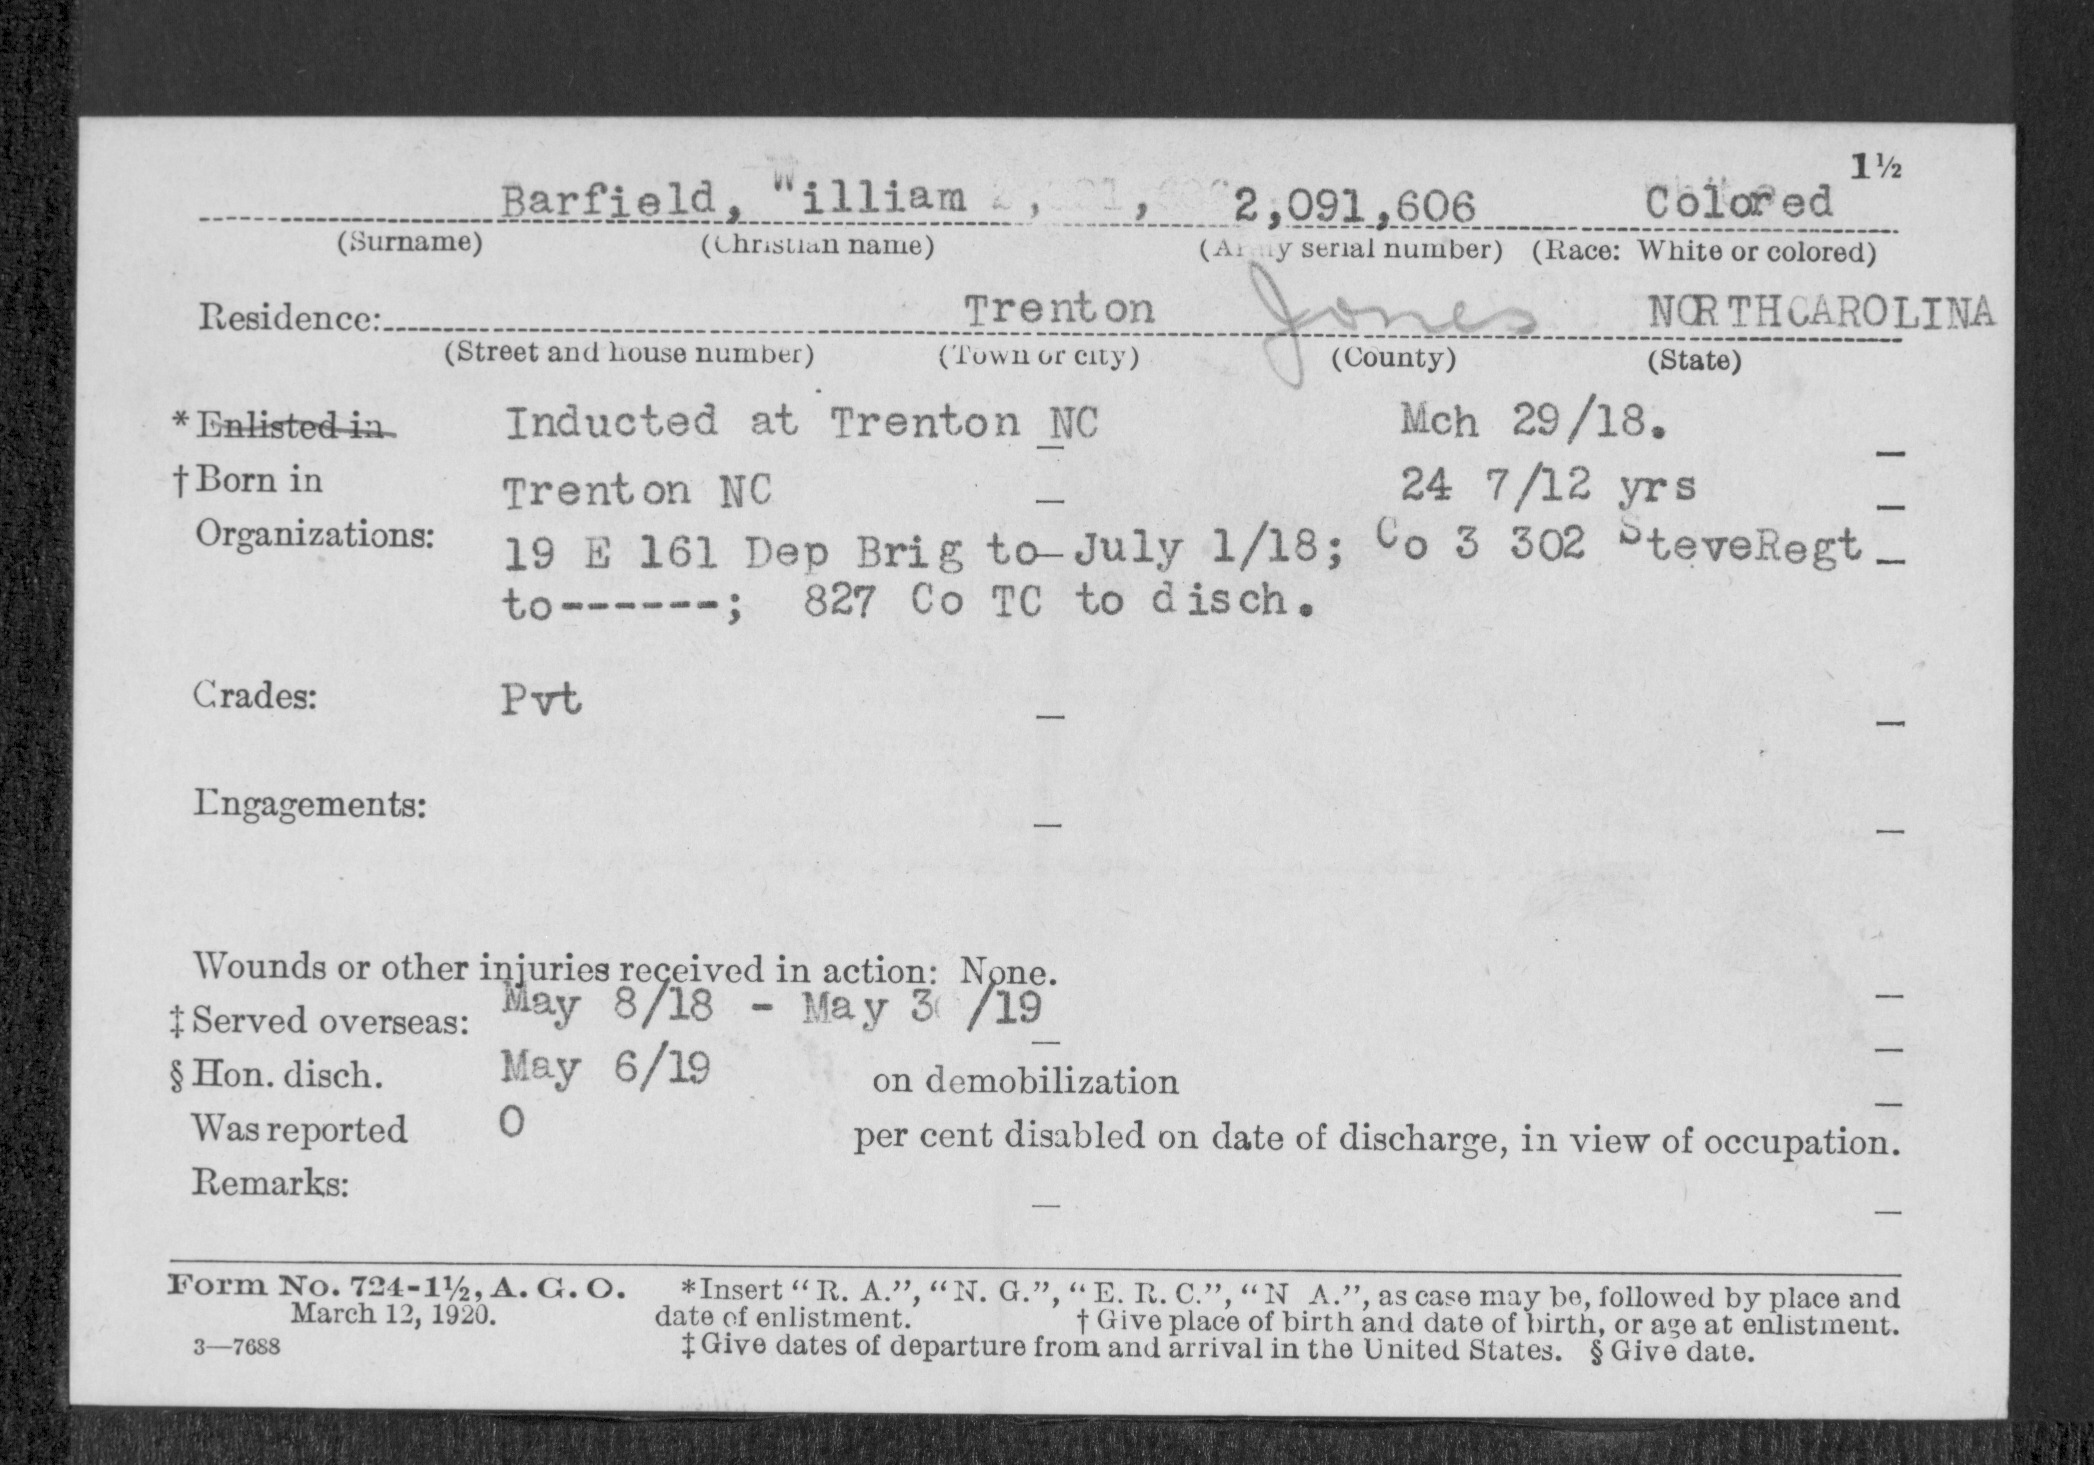 1½
Barfield, William , , 2,091,606 Colored
(Surname) (Christian name) (Army serial number) (Race: White or colored)
Residence: Trenton Jones NORTHCAROLINA
(Street and house number) (Town or city) (County) (State)
*Enlisted in Inducted at Trenton NC Mch 29/18.
†Born in Trenton NC 24 7/12 yrs
Organizations: 19 E 161 Dep Brig to July 1/18; Co 3 302 SteveRegt
to------; 827 Co TC to disch.
Grades: Pvt
Engagements:
Wounds or other injuries received in action: None.
‡Served overseas: May 8/18 - May 3 /19
§Hon. disch. May 6/19 on demobilization
Was reported 0 per cent disabled on date of discharge, in view of occupation.
Remarks:
Form No. 724-1½, A. G. O. *Insert “R. A.”, “N. G.”, “E. R. C.”, “N A.”, as case may be, followed by place and
March 12, 1920. date of enlistment. †Give place of birth and date of birth, or age at enlistment.
3—7688 ‡Give dates of departure from and arrival in the United States. §Give date.